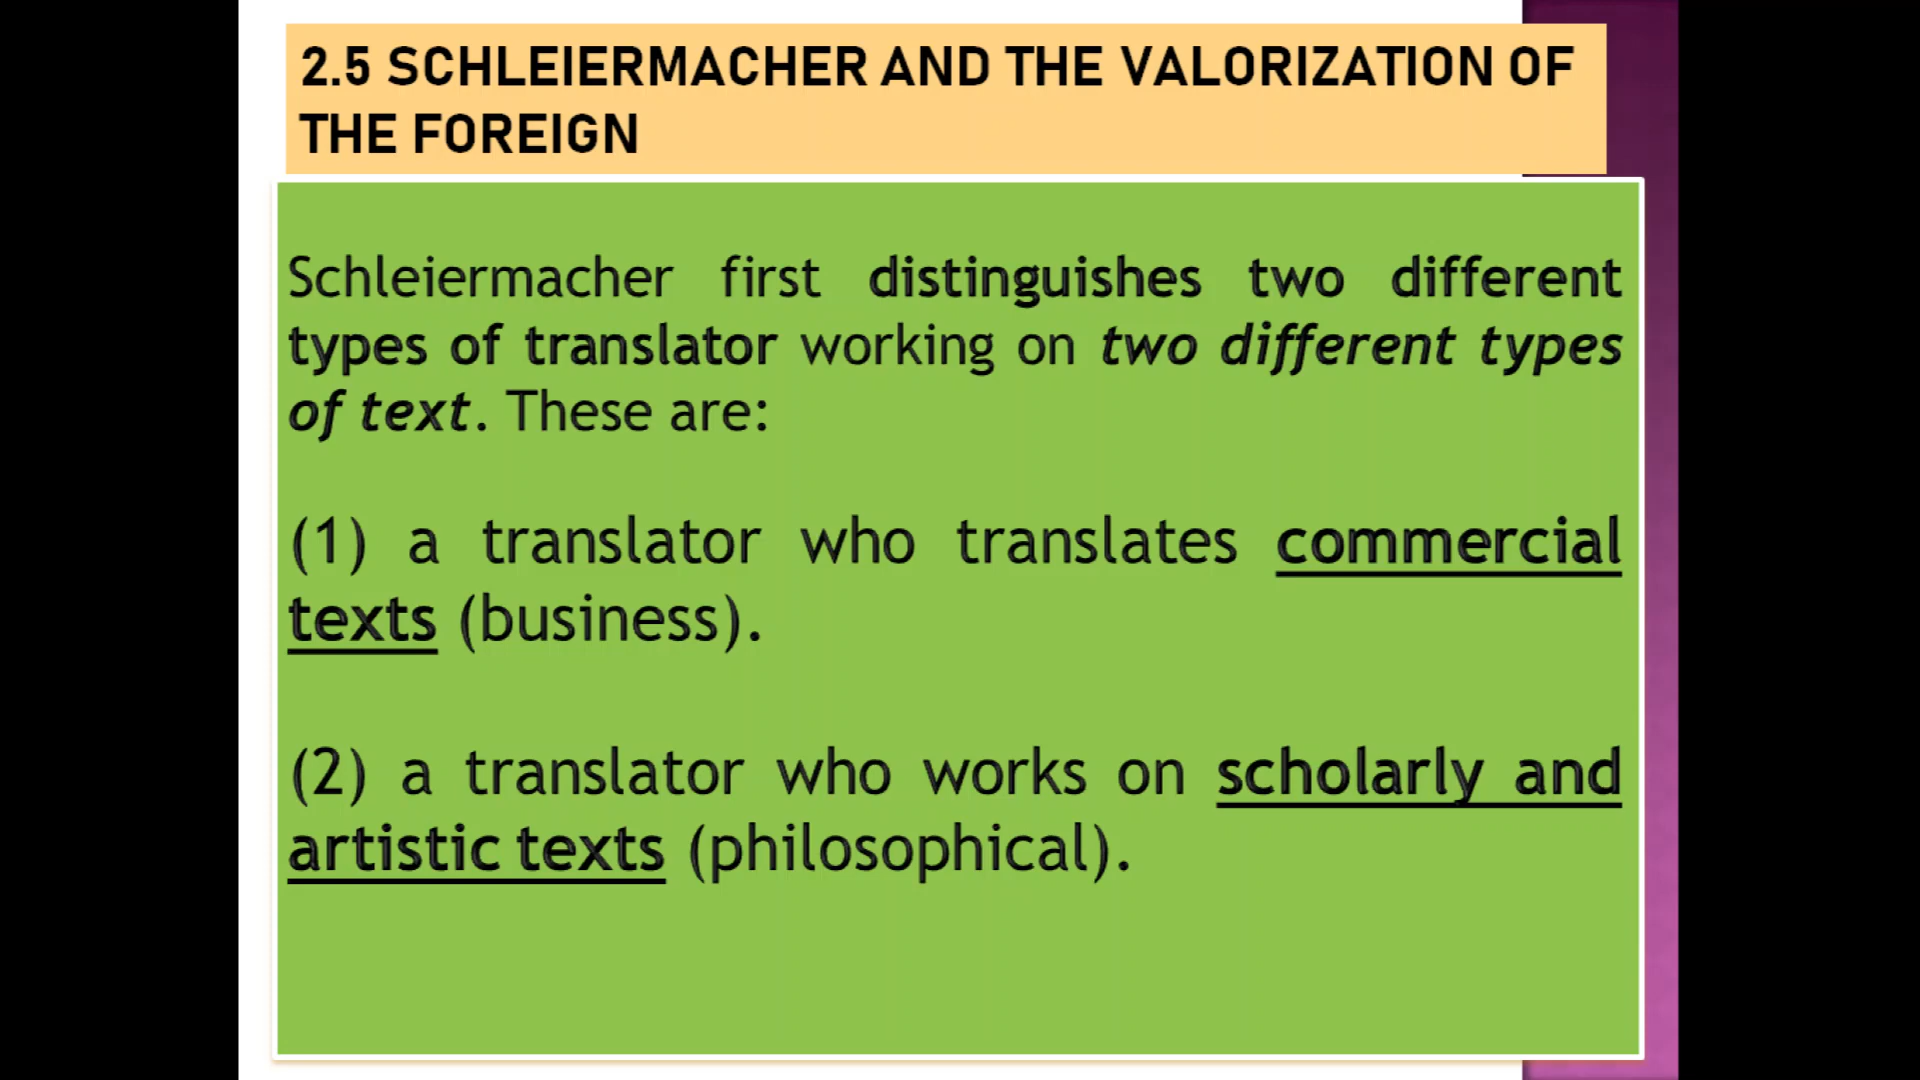 2.5 SCHLEIERMACHER AND THE VALORIZATION OF
THE FOREIGN
Schleiermacher first distinguishes two different
types of translator working on two different types
of text. These are:
(1) a translator who translates commercial
texts (business).
(2) a translator who works on scholarly and
artistic texts (philosophical).